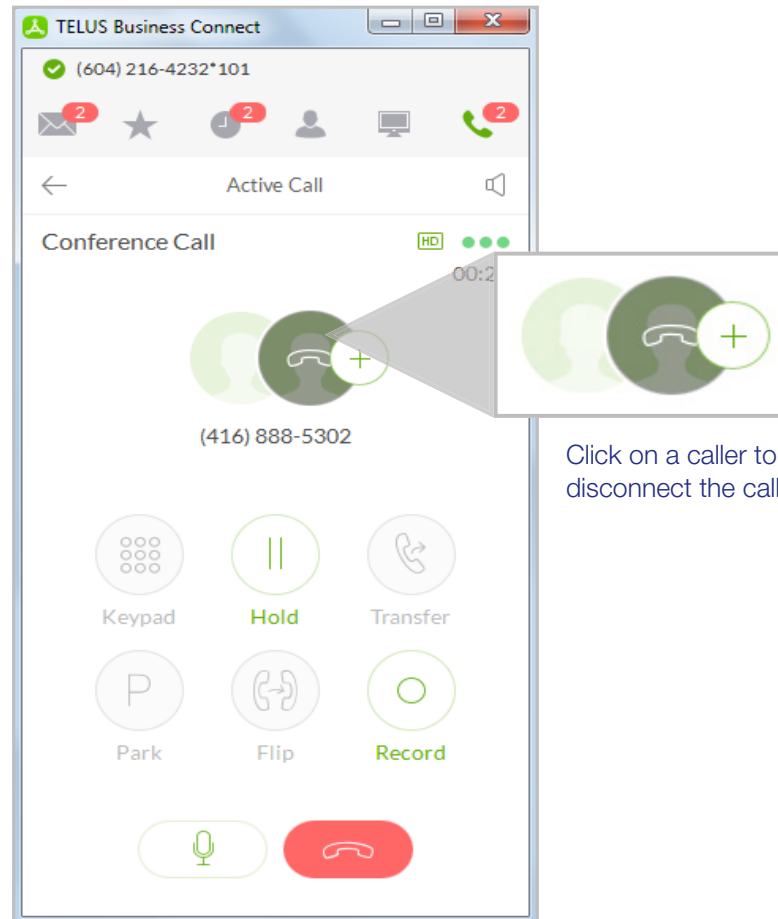 TELUS Business Connect
(604) 216-4232*101
2 2 2
Active Call
Conference Call HD
00:2
(416) 888-5302
Click on a caller to
disconnect the call
Keypad Hold Transfer
P
Park Flip Record